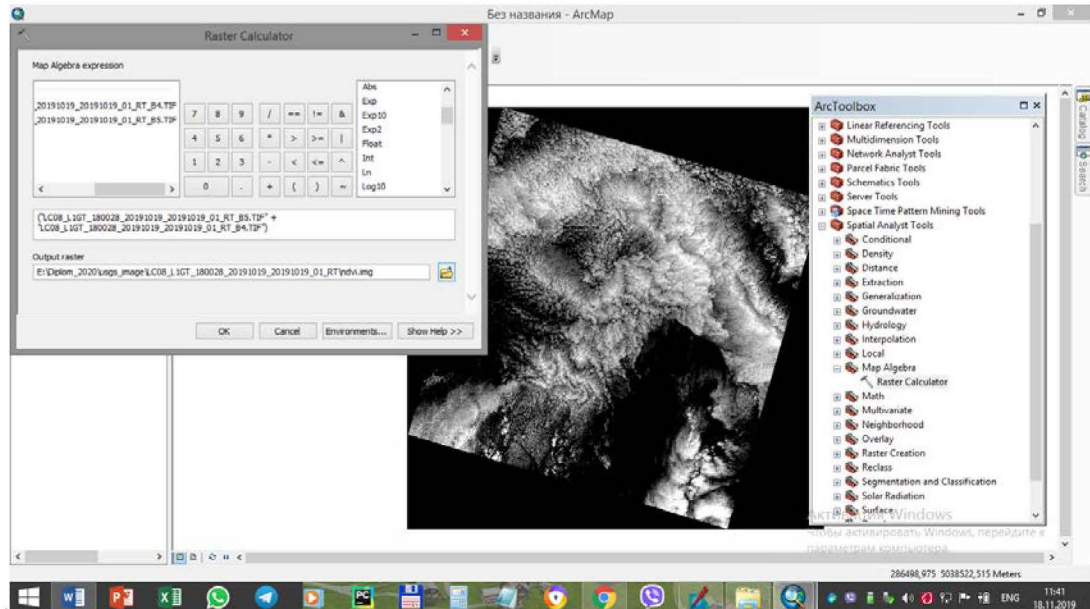 Без названия - ArcMap
Raster Calculator
Map Algebra expression
_20191019_20191019_01_RT_B4.TIF
_20191019_20191019_01_RT_B5.TIF
7 8 9 / == != &
4 5 6 * > >= |
1 2 3 - < <= ^
0 . + ( ) ~
Abs
Exp
Exp10
Exp2
Float
Int
Ln
Log10
("LC08_L1GT_180028_20191019_20191019_01_RT_B5.TIF" +
"LC08_L1GT_180028_20191019_20191019_01_RT_B4.TIF")
Output raster
E:\Diplom_2020\usgs_image\LC08_L1GT_180028_20191019_20191019_01_RT\ndvi.img
OK Cancel Environments... Show Help >>
ArcToolbox
Linear Referencing Tools
Multidimension Tools
Network Analyst Tools
Parcel Fabric Tools
Schematics Tools
Server Tools
Space Time Pattern Mining Tools
Spatial Analyst Tools
Conditional
Density
Distance
Extraction
Generalization
Groundwater
Hydrology
Interpolation
Local
Map Algebra
Raster Calculator
Math
Multivariate
Neighborhood
Overlay
Raster Creation
Reclass
Segmentation and Classification
Solar Radiation
Surface
Catalog
Search
Активация Windows
Чтобы активировать Windows, перейдите к
параметрам компьютера.
286498,975 5038522,515 Meters
ENG
11:41
18.11.2019